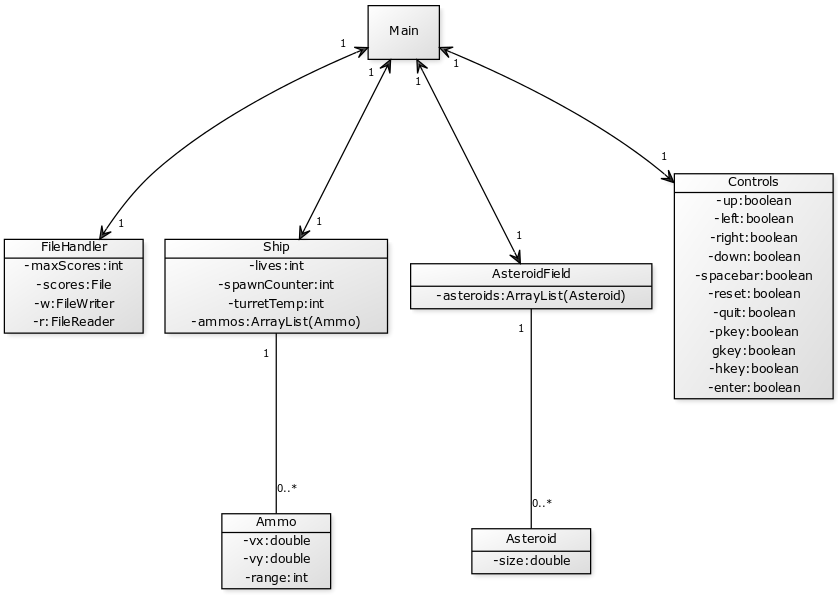 Main
1
1
1
1
1
1
1
1
FileHandler
-maxScores:int
-scores:File
-w:FileWriter
-r:FileReader
Ship
-lives:int
-spawnCounter:int
-turretTemp:int
-ammos:ArrayList(Ammo)
AsteroidField
-asteroids:ArrayList(Asteroid)
Controls
-up:boolean
-left:boolean
-right:boolean
-down:boolean
-spacebar:boolean
-reset:boolean
-quit:boolean
-pkey:boolean
gkey:boolean
-hkey:boolean
-enter:boolean
1
0..*
1
0..*
Ammo
-vx:double
-vy:double
-range:int
Asteroid
-size:double